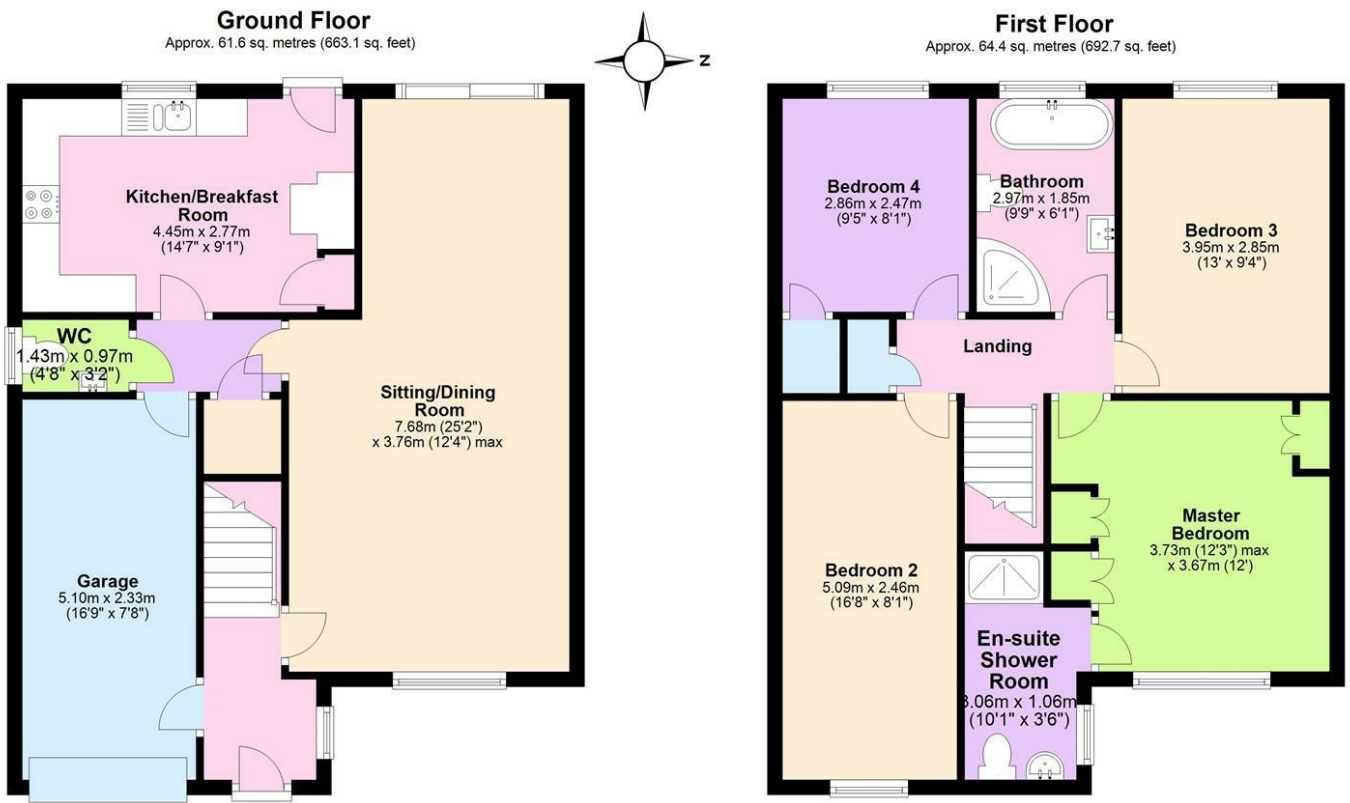 Ground Floor
Approx. 61.6 sq. metres (663.1 sq. feet)
N
Kitchen/Breakfast
Room
4.45m x 2.77m
(14'7" x 9'1")
WC
1.43m x 0.97m
(4'8" x 3'2")
Sitting/Dining
Room
7.68m (25'2")
x 3.76m (12'4") max
Garage
5.10m x 2.33m
(16'9" x 7'8")
First Floor
Approx. 64.4 sq. metres (692.7 sq. feet)
Bedroom 4
2.86m x 2.47m
(9'5" x 8'1")
Bathroom
2.97m x 1.85m
(9'9" x 6'1")
Bedroom 3
3.95m x 2.85m
(13' x 9'4")
Landing
Master
Bedroom
3.73m (12'3") max
x 3.67m (12')
Bedroom 2
5.09m x 2.46m
(16'8" x 8'1")
En-suite
Shower
Room
3.06m x 1.06m
(10'1" x 3'6")